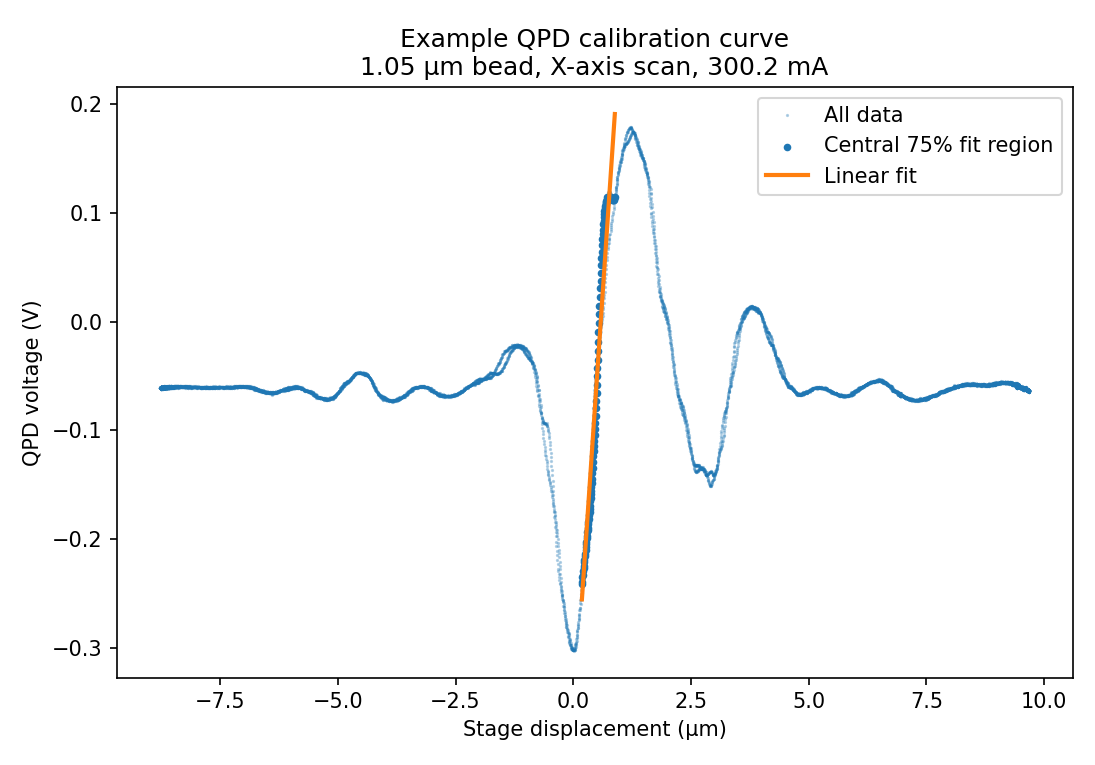 Example QPD calibration curve
1.05 µm bead, X-axis scan, 300.2 mA
All data
Central 75% fit region
Linear fit
QPD voltage (V)
0.2
0.1
0.0
−0.1
−0.2
−0.3
−7.5 −5.0 −2.5 0.0 2.5 5.0 7.5 10.0
Stage displacement (µm)